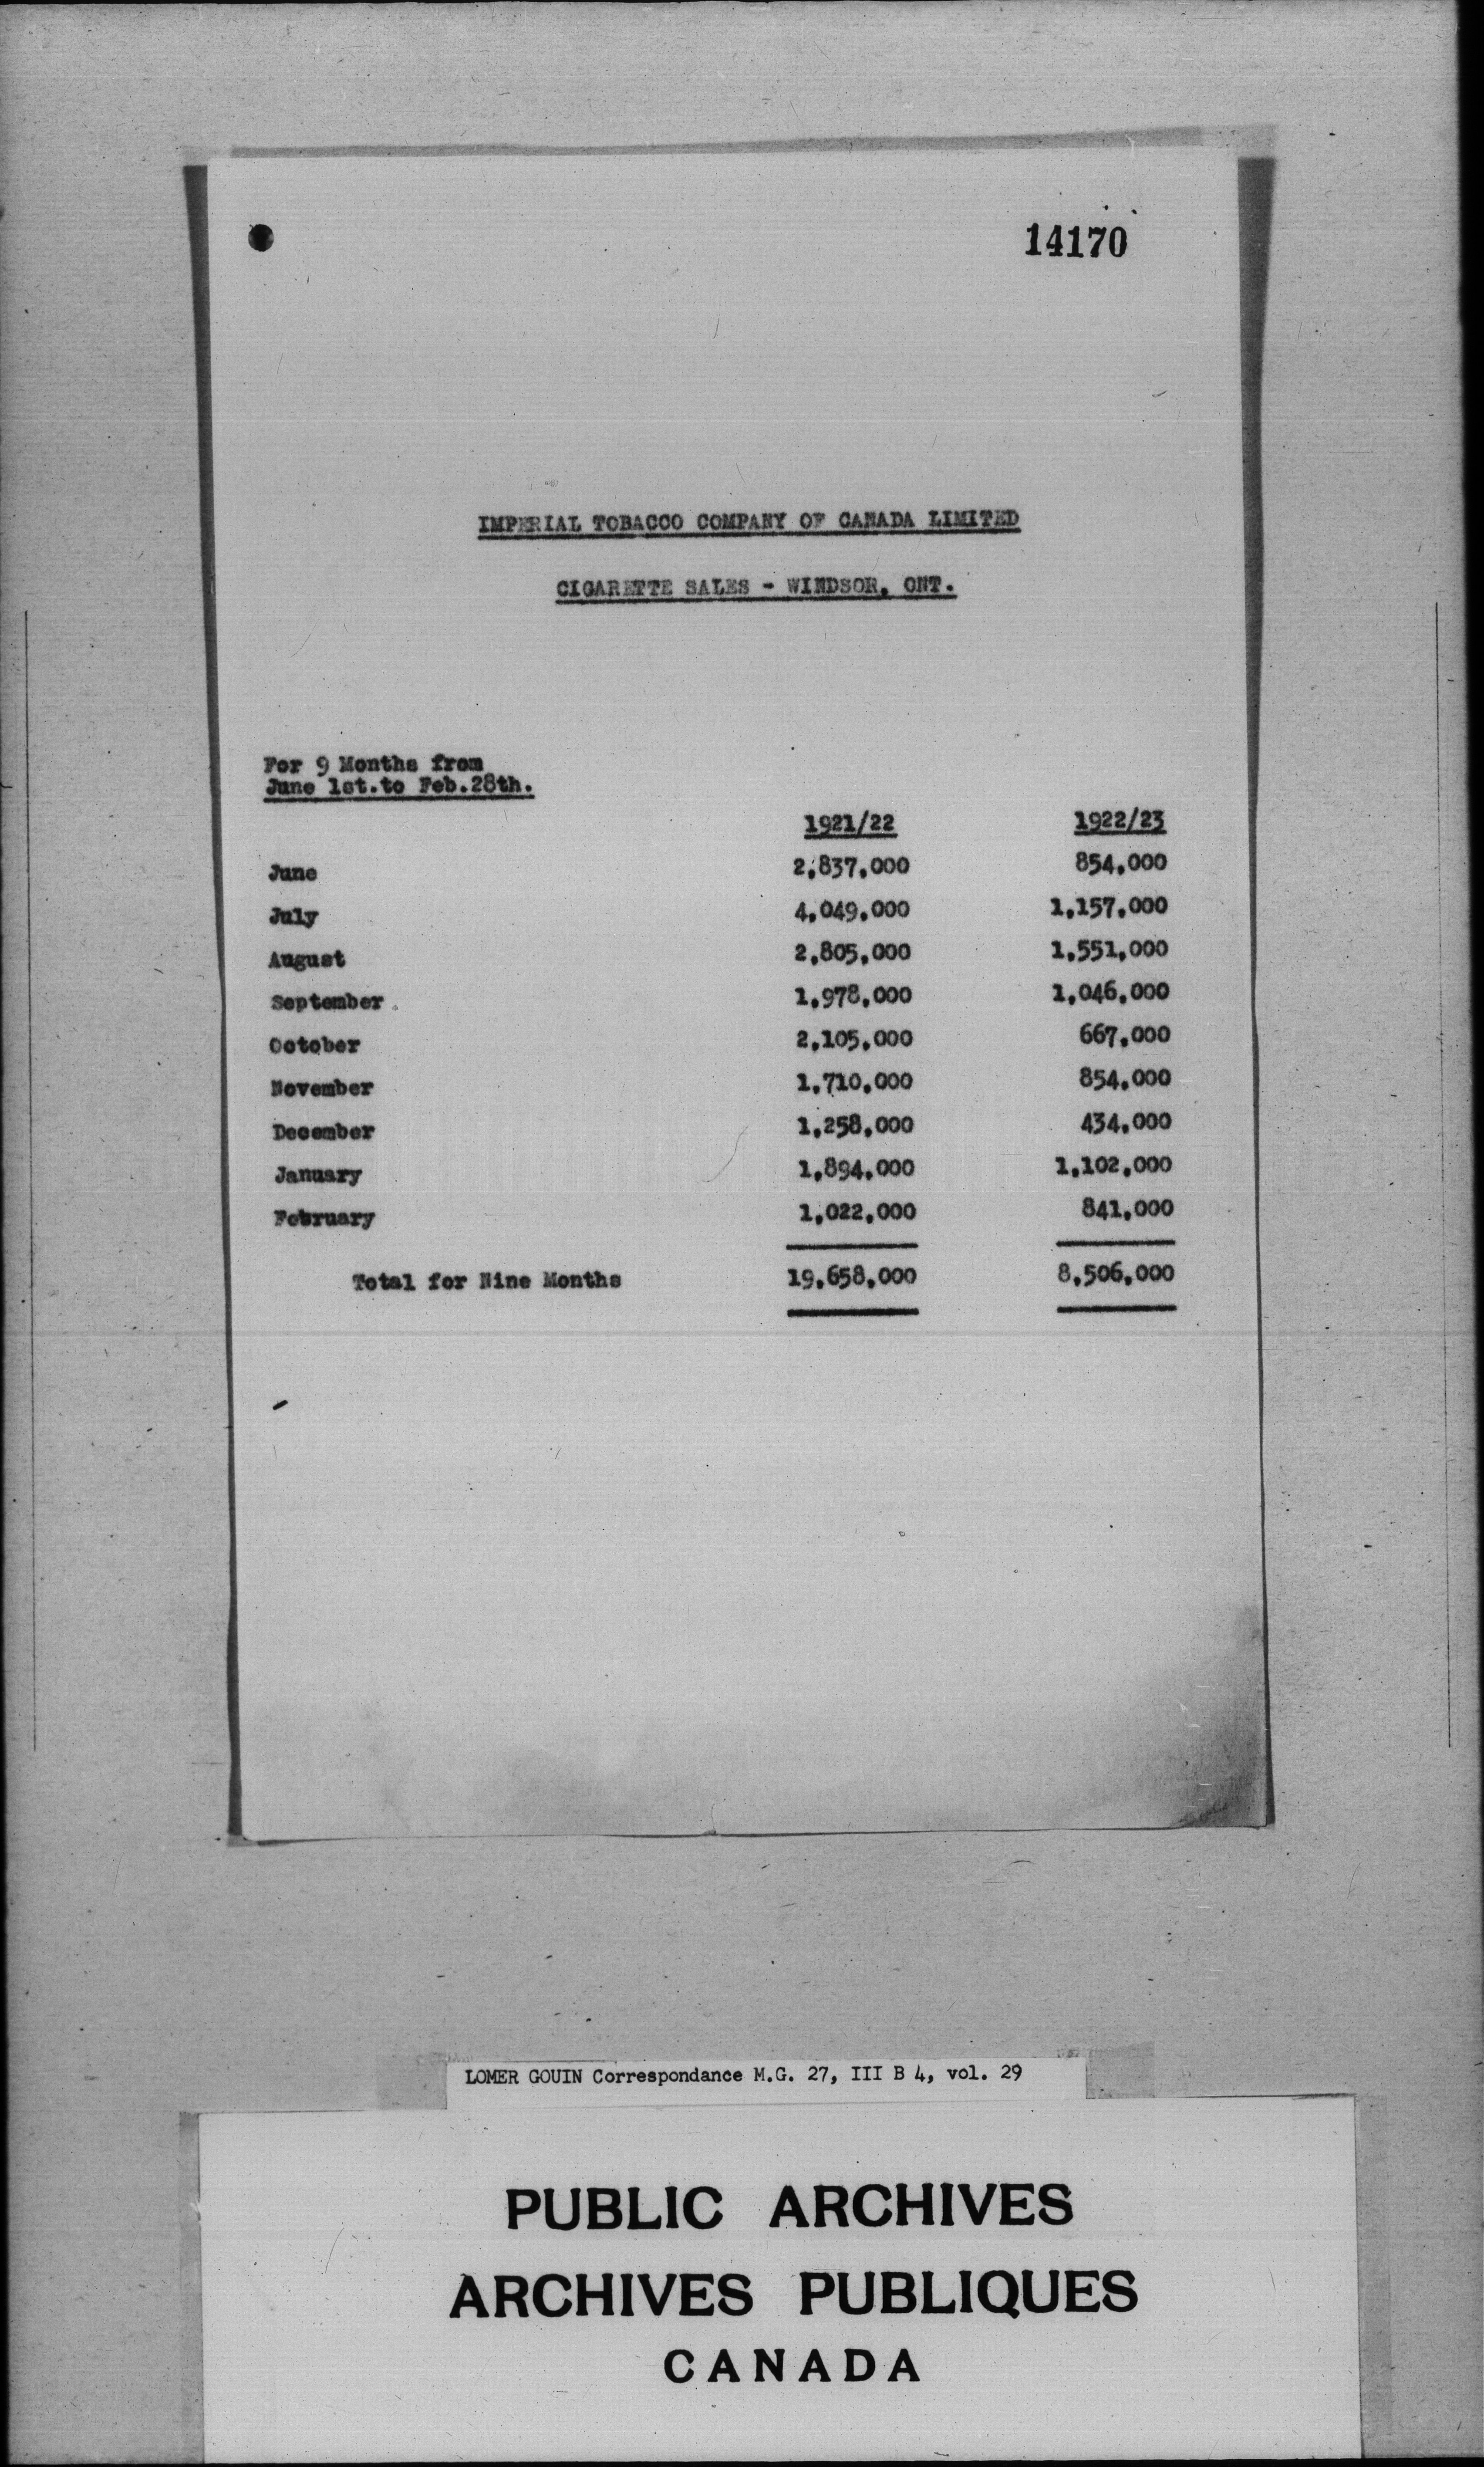 14170
IMPERIAL TOBACCO COMPANY OF CANADA LIMITED
CIGARETTE SALES - WINDSOR, ONT.
For 9 Months from
June 1st.to Feb.28th.
1921/22 1922/23
June 2,837,000 854,000
July 4,049,000 1,157,000
August 2,805,000 1,551,000
September 1,978,000 1,046,000
October 2,105,000 667,000
November 1,710,000 854,000
December 1,258,000 434,000
January 1,894,000 1,102,000
February 1,022,000 841,000
Total for Nine Months 19,658,000 8,506,000
LOMER GOUIN Correspondance M.G. 27, III B 4, vol. 29
PUBLIC ARCHIVES
ARCHIVES PUBLIQUES
CANADA